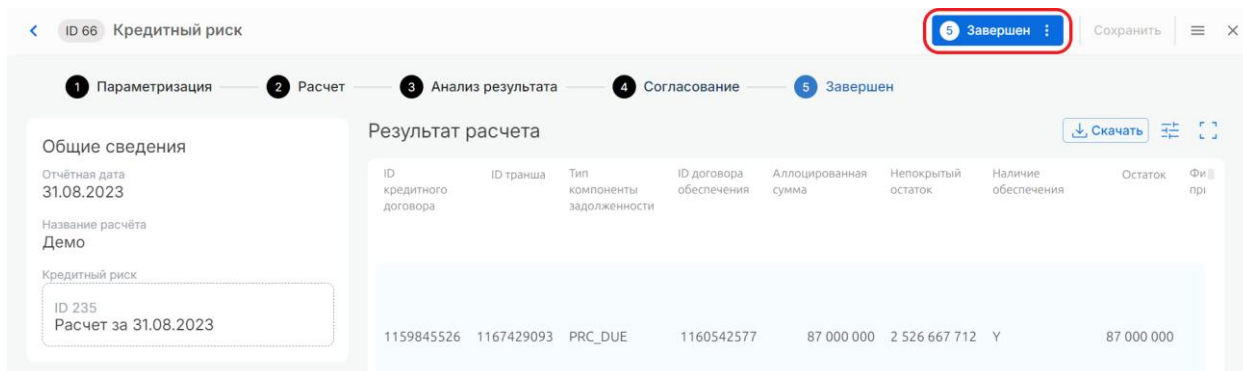 ID 66 Кредитный риск
5 Завершен
Сохранить
1 Параметризация
2 Расчет
3 Анализ результата
4 Согласование
5 Завершен
Общие сведения
Отчётная дата
31.08.2023
Название расчёта
Демо
Кредитный риск
ID 235
Расчет за 31.08.2023
Результат расчета
Скачать
ID
кредитного
договора
ID транша
Тип
компоненты
задолженности
ID договора
обеспечения
Аллоцированная
сумма
Непокрытый
остаток
Наличие
обеспечения
Остаток
Фи
при
1159845526 1167429093 PRC_DUE 1160542577 87 000 000 2 526 667 712 Y 87 000 000